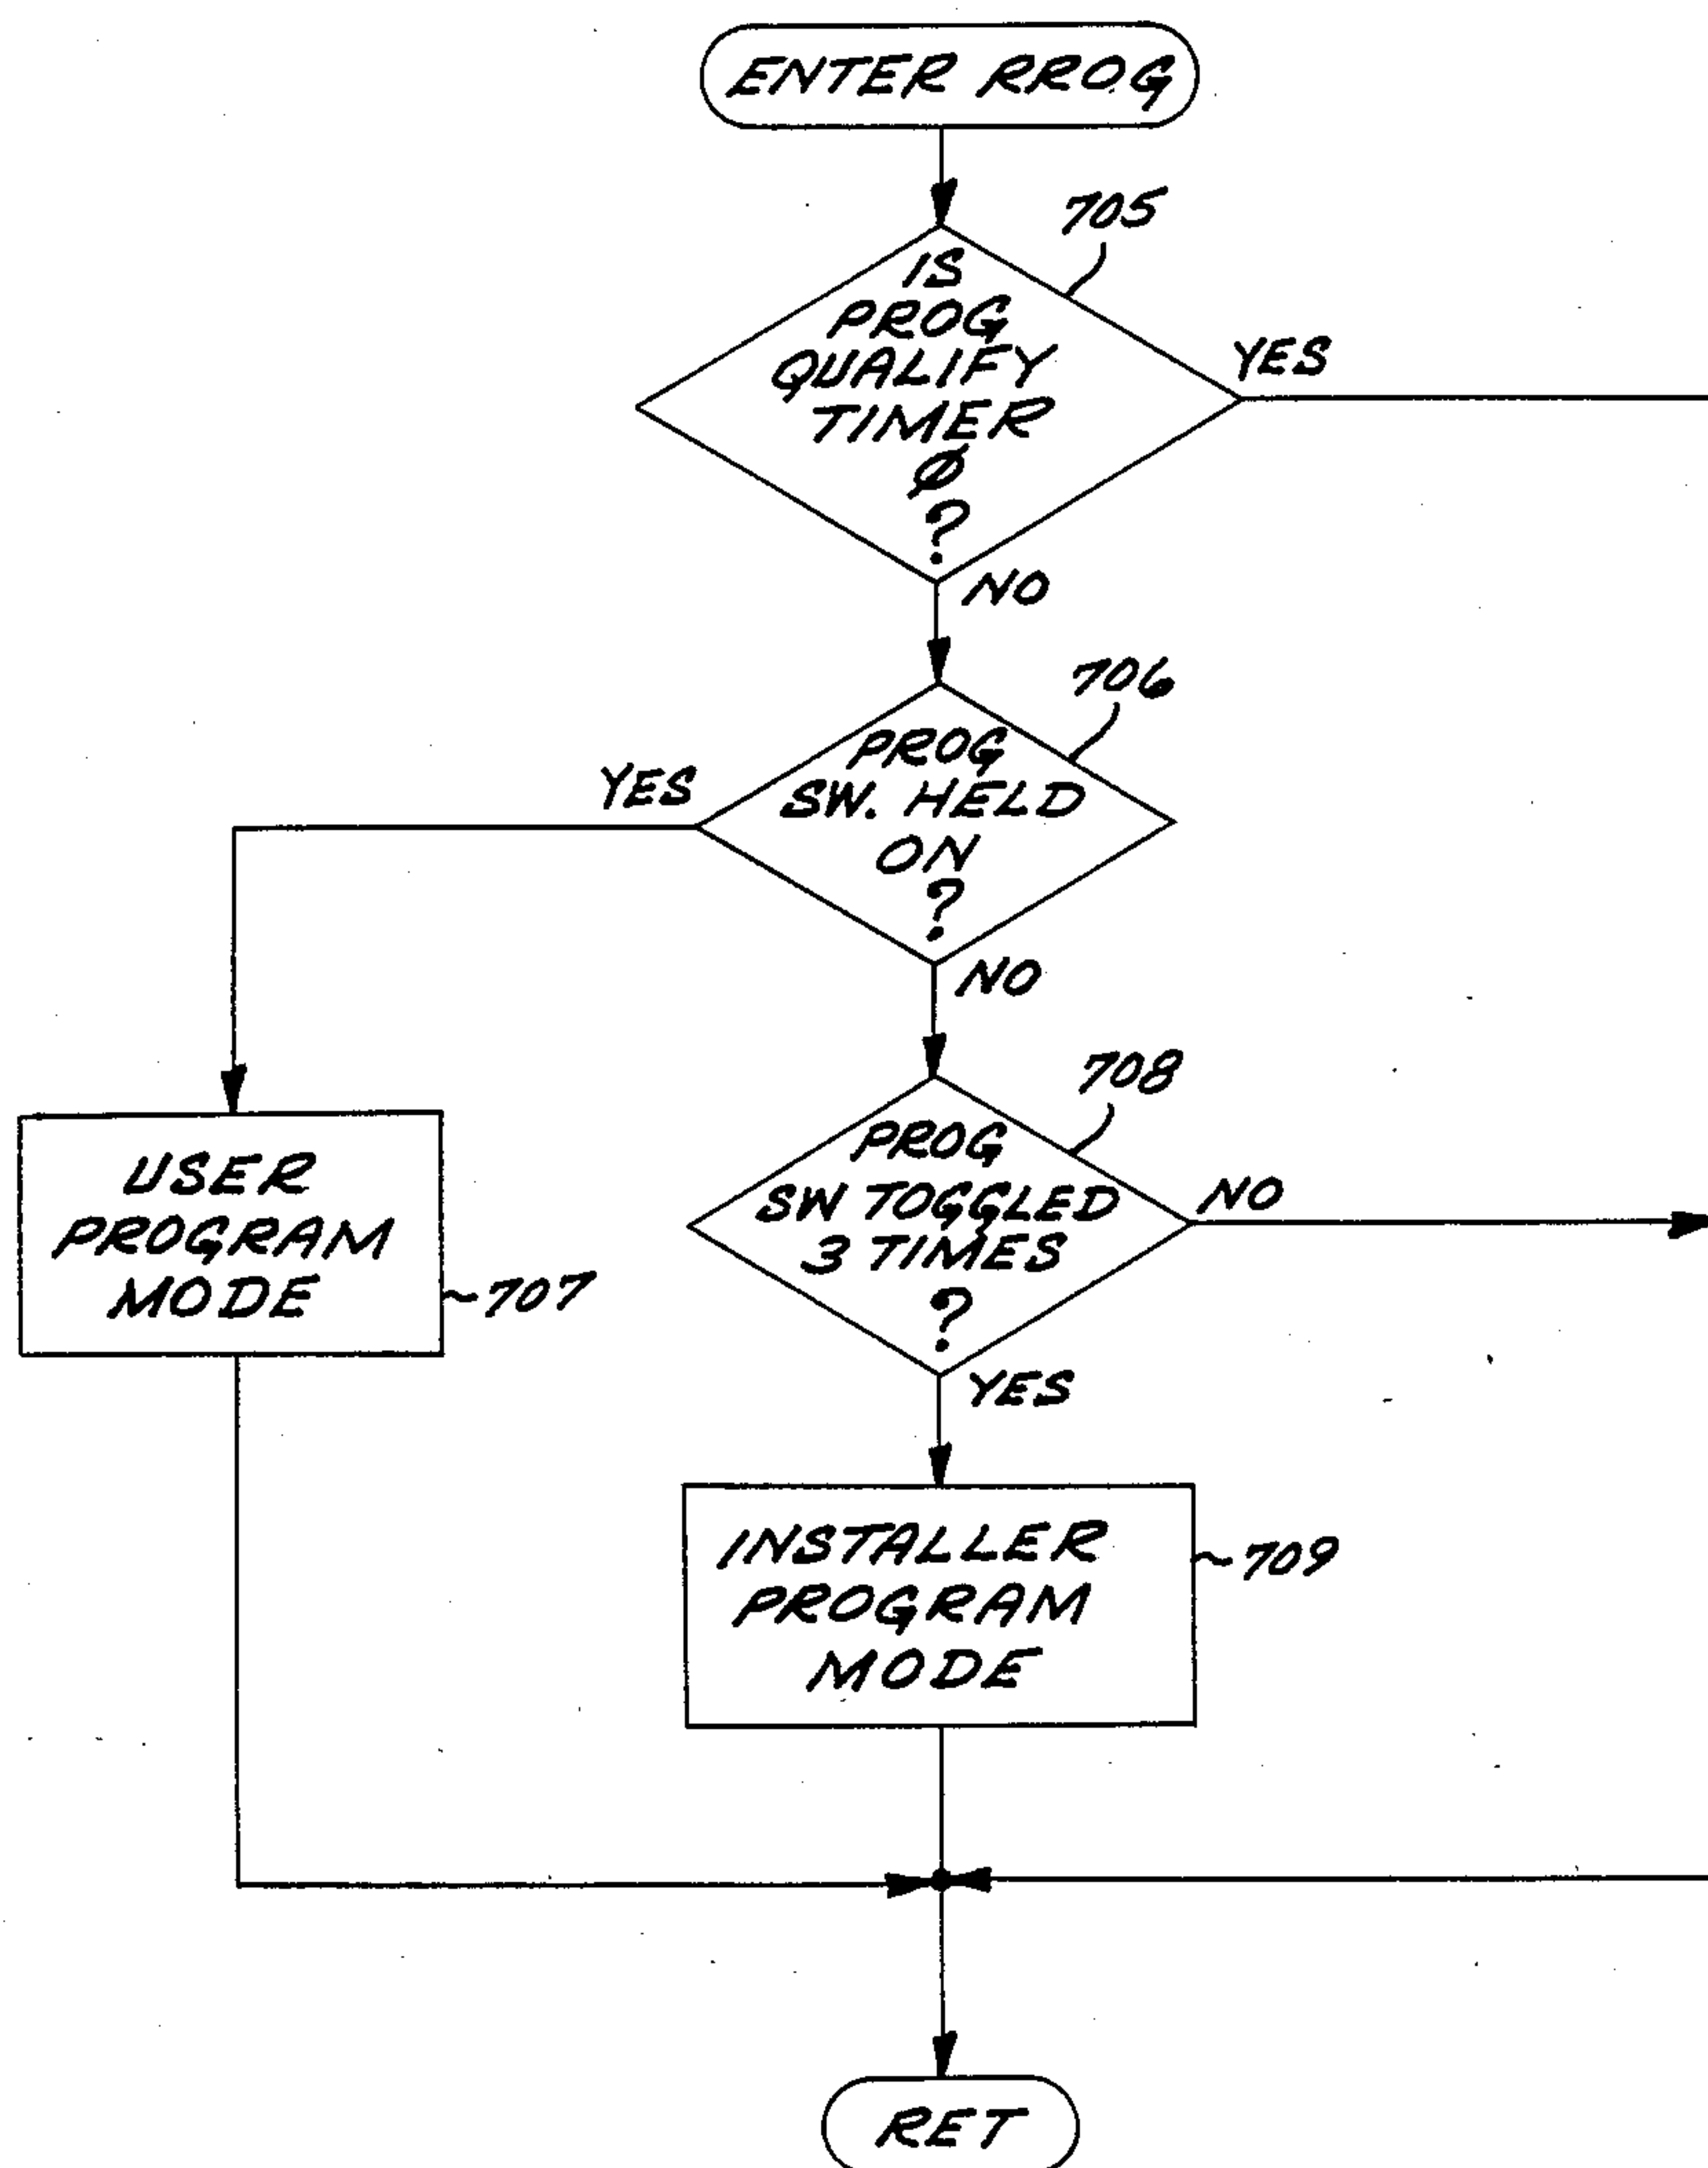 ENTER RROG
705
IS
PROG
QUALIFY
TIMER
Ø
?
YES
NO
706
PROG
SW. HELD
ON
?
YES
NO
708
PROG
SW TOGGLED
3 TIMES
?
NO
YES
USER
PROGRAM
MODE
707
INSTALLER
PROGRAM
MODE
709
RET